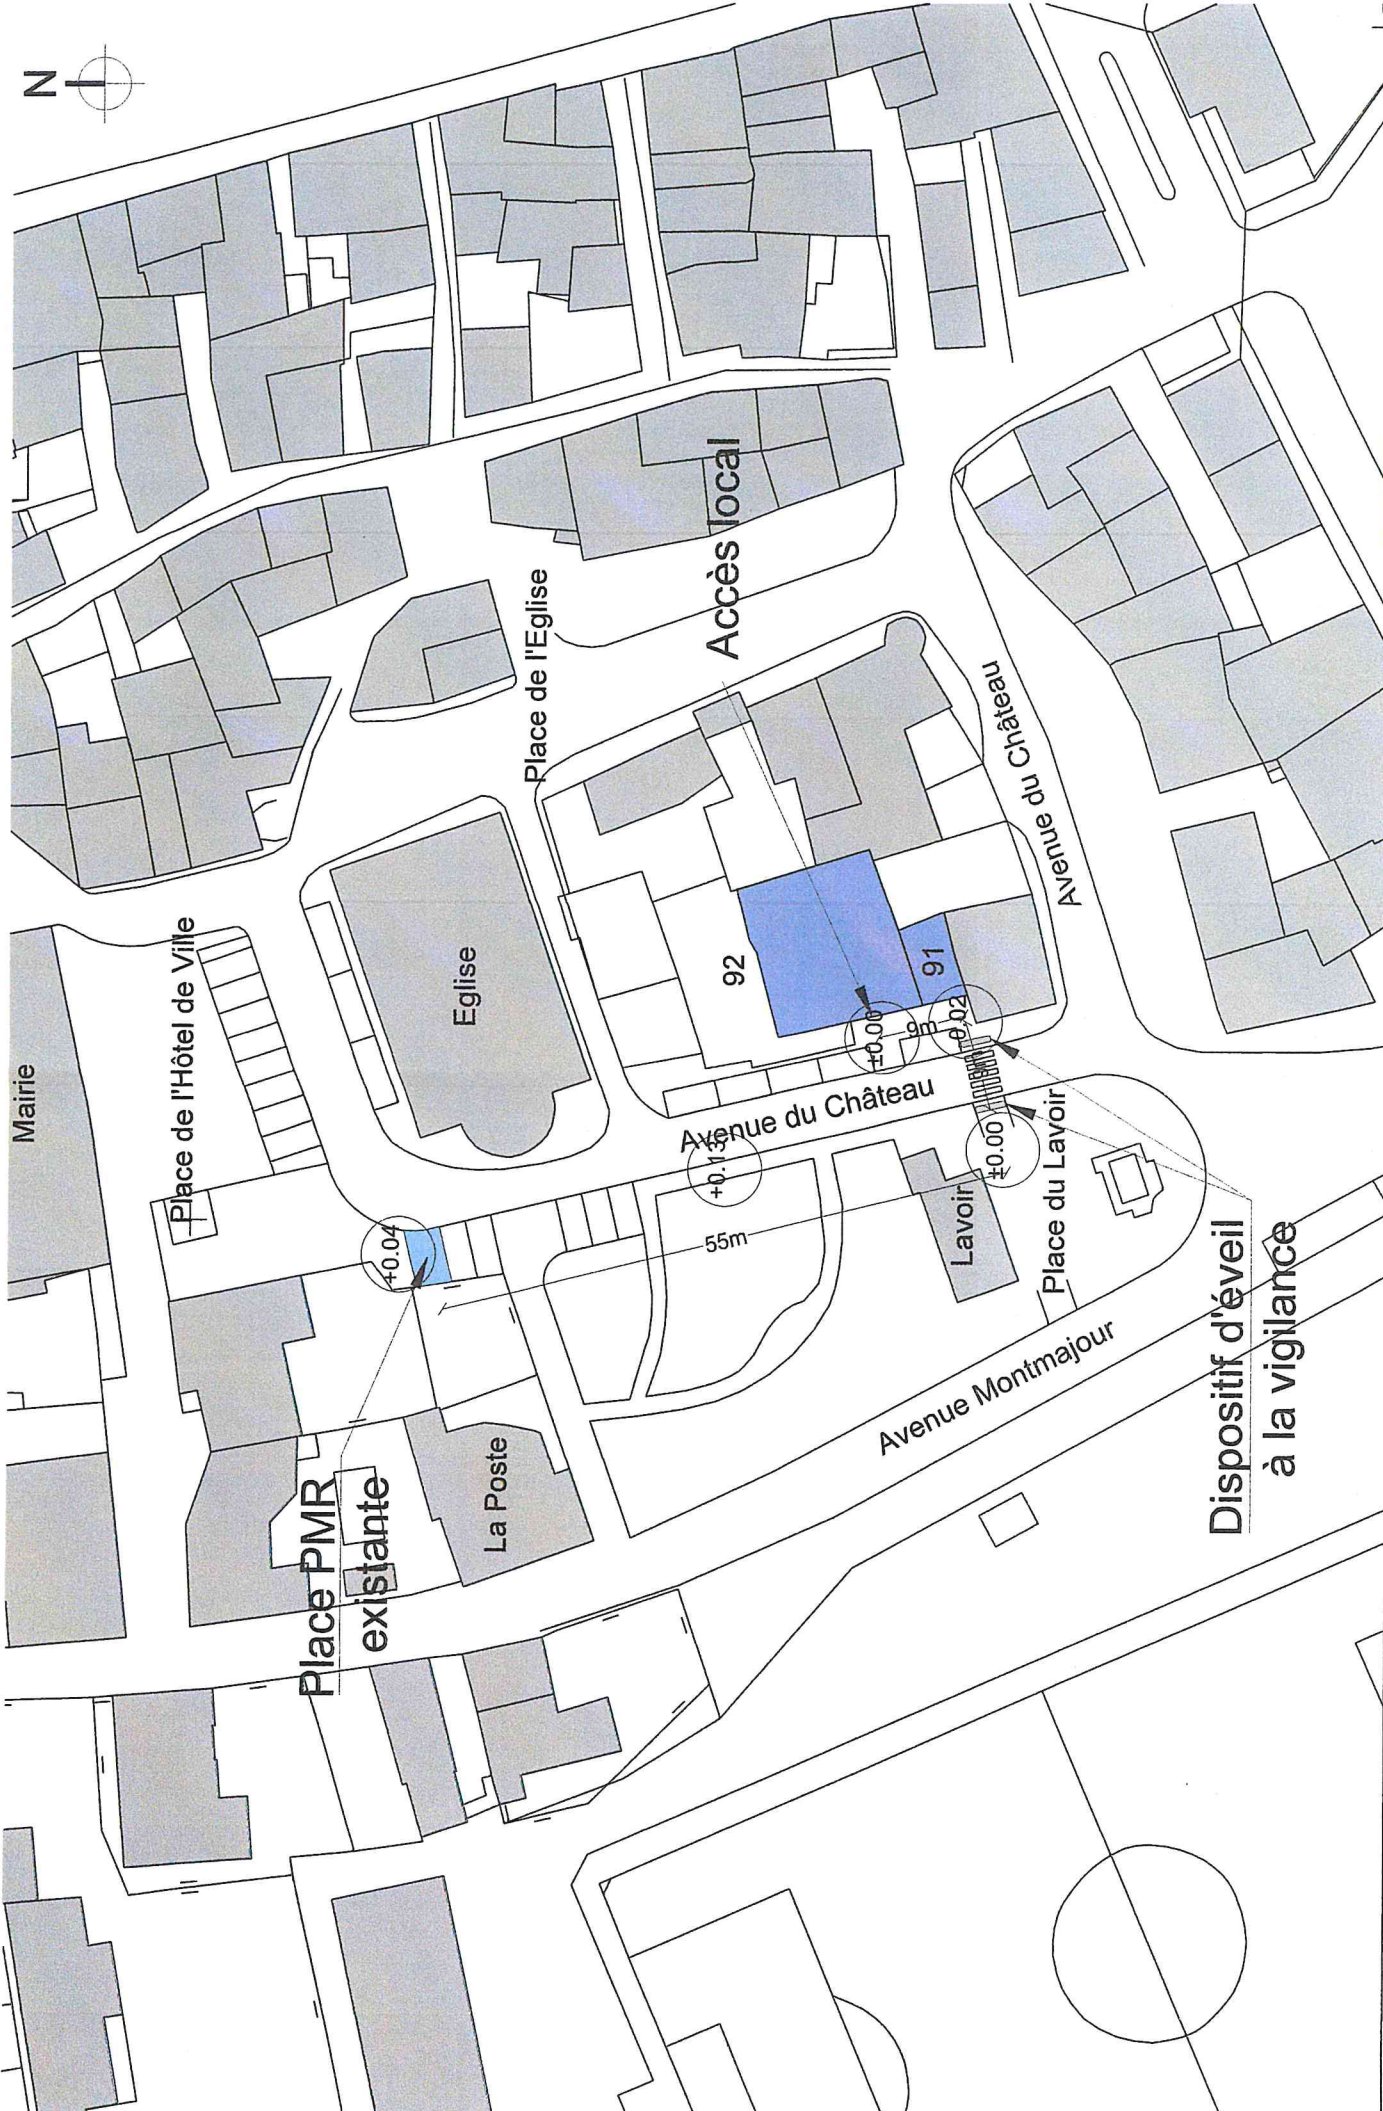 N
Mairie
Place de l'Hôtel de Ville
Eglise
Place de l'Eglise
Accès local
92
91
±0.00
9m
-0.02
Avenue du Château
Avenue du Château
+0.13
+0.04
55m
±0.00
Lavoir
Place du Lavoir
Avenue Montmajour
La Poste
Place PMR
existante
Dispositif d'éveil
à la vigilance